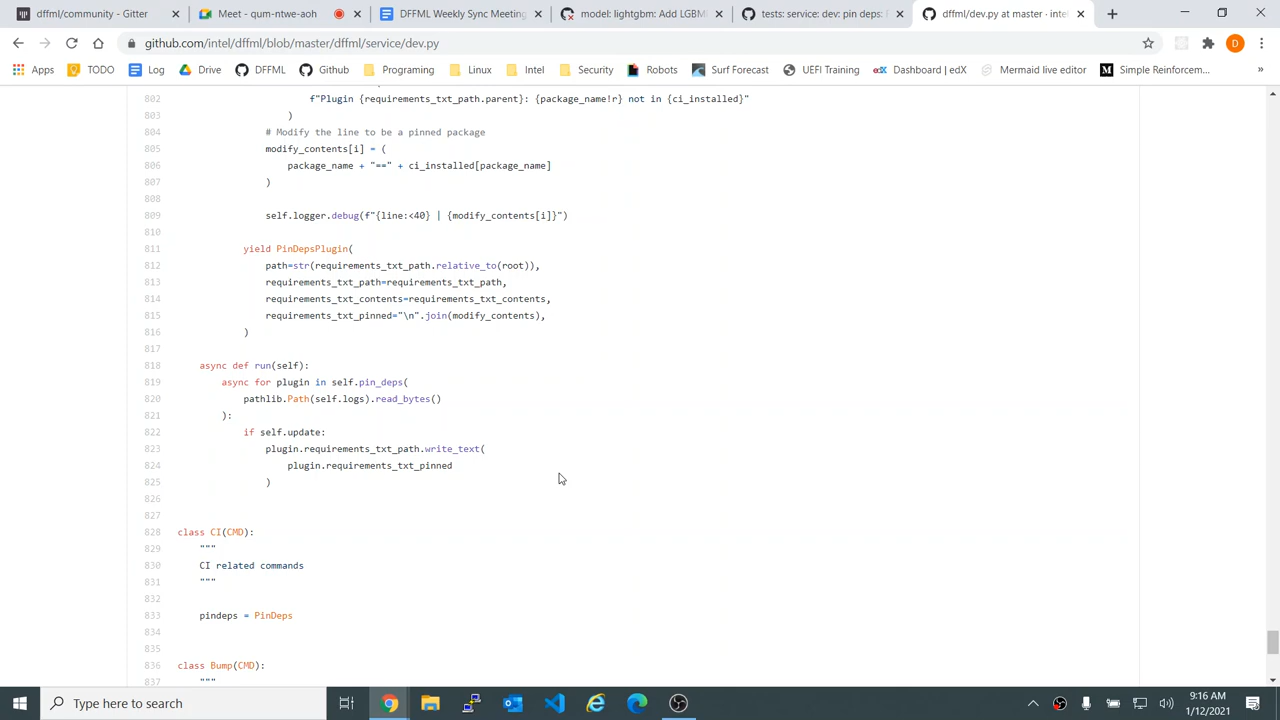 dffml/community - Gitter
Meet - mtw-ntwe-aoh
DFFML Weekly Sync Meeting
model: lightgbm: Add LGBM
tests: service: dev: pin deps: F
dffml/dev.py at master · intel
github.com/intel/dffml/blob/master/dffml/service/dev.py
Apps TODO Log Drive DFFML Github Programing Linux Intel Security Robots Surf Forecast UEFI Training Dashboard | edX Mermaid live editor Simple Reinforcem... »
802 f"Plugin {requirements_txt_path.parent}: {package_name!r} not in {ci_installed}"
803 )
804 # Modify the line to be a pinned package
805 modify_contents[i] = (
806 package_name + "==" + ci_installed[package_name]
807 )
808
809 self.logger.debug(f"{line:<40} | {modify_contents[i]}")
810
811 yield PinDepsPlugin(
812 path=str(requirements_txt_path.relative_to(root)),
813 requirements_txt_path=requirements_txt_path,
814 requirements_txt_contents=requirements_txt_contents,
815 requirements_txt_pinned="\n".join(modify_contents),
816 )
817
818 async def run(self):
819 async for plugin in self.pin_deps(
820 pathlib.Path(self.logs).read_bytes()
821 ):
822 if self.update:
823 plugin.requirements_txt_path.write_text(
824 plugin.requirements_txt_pinned
825 )
826
827
828 class CI(CMD):
829 """
830 CI related commands
831 """
832
833 pindeps = PinDeps
834
835
836 class Bump(CMD):
837 """
Type here to search
9:16 AM
1/12/2021